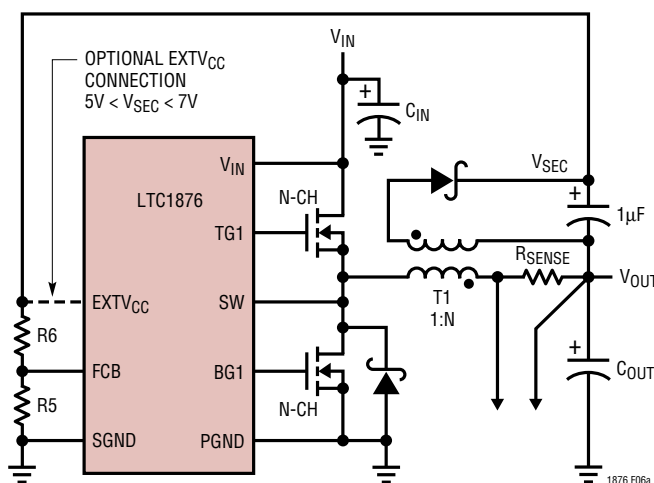 OPTIONAL EXTVCC
CONNECTION
5V < VSEC < 7V
VIN
+
CIN
VIN
LTC1876
N-CH
TG1
VSEC
+
1µF
RSENSE
VOUT
T1
1:N
EXTVCC
SW
R6
FCB
BG1
N-CH
+
COUT
R5
SGND
PGND
1876 F06a